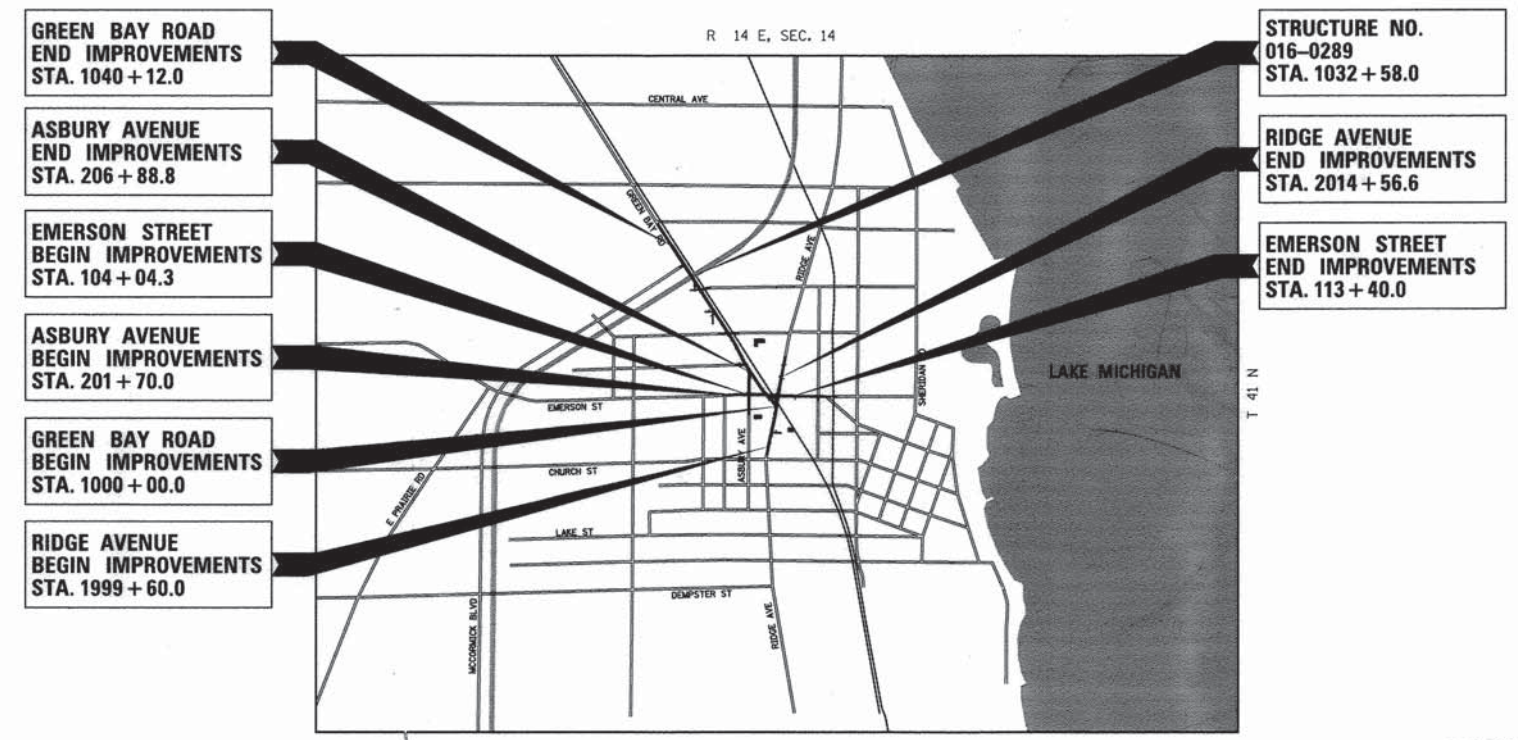 R 14 E, SEC. 14
GREEN BAY ROAD
END IMPROVEMENTS
STA. 1040 + 12.0
ASBURY AVENUE
END IMPROVEMENTS
STA. 206 + 88.8
EMERSON STREET
BEGIN IMPROVEMENTS
STA. 104 + 04.3
ASBURY AVENUE
BEGIN IMPROVEMENTS
STA. 201 + 70.0
GREEN BAY ROAD
BEGIN IMPROVEMENTS
STA. 1000 + 00.0
RIDGE AVENUE
BEGIN IMPROVEMENTS
STA. 1999 + 60.0
CENTRAL AVE
GREEN BAY RD
RIDGE AVE
SHERIDAN
LAKE MICHIGAN
EMERSON ST
ASBURY AVE
CHURCH ST
E PRAIRIE RD
LAKE ST
DEMPSTER ST
MCCORMICK BLVD
RIDGE AVE
STRUCTURE NO.
016–0289
STA. 1032 + 58.0
RIDGE AVENUE
END IMPROVEMENTS
STA. 2014 + 56.6
EMERSON STREET
END IMPROVEMENTS
STA. 113 + 40.0
T 41 N